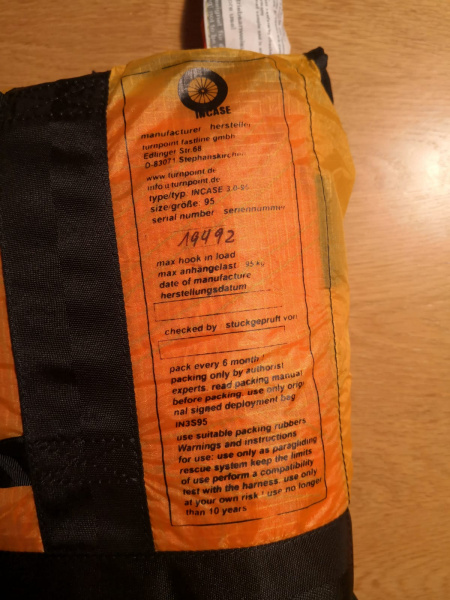 INCASE
manufacturer hersteller
turnpoint fastline gmbh
Edlinger Str.68
D-83071 Stephanskirchen
www.turnpoint.de
info@turnpoint.de
type/typ. INCASE 3.0-95
size/größe. 95
serial number seriennummer
19492
max hook in load
max anhängelast 95 kg
date of manufacture
herstellungsdatum
checked by stückgeprüft von
pack every 6 month!
packing only by authorist
experts. read packing manual
before packing. use only origi
nal signed deployment bag
IN3S95
use suitable packing rubbers
Warnings and instructions
for use: use only as paragliding
rescue system keep the limits
of use perform a compatibility
test with the harness. use only
at your own risk! use no longer
than 10 years